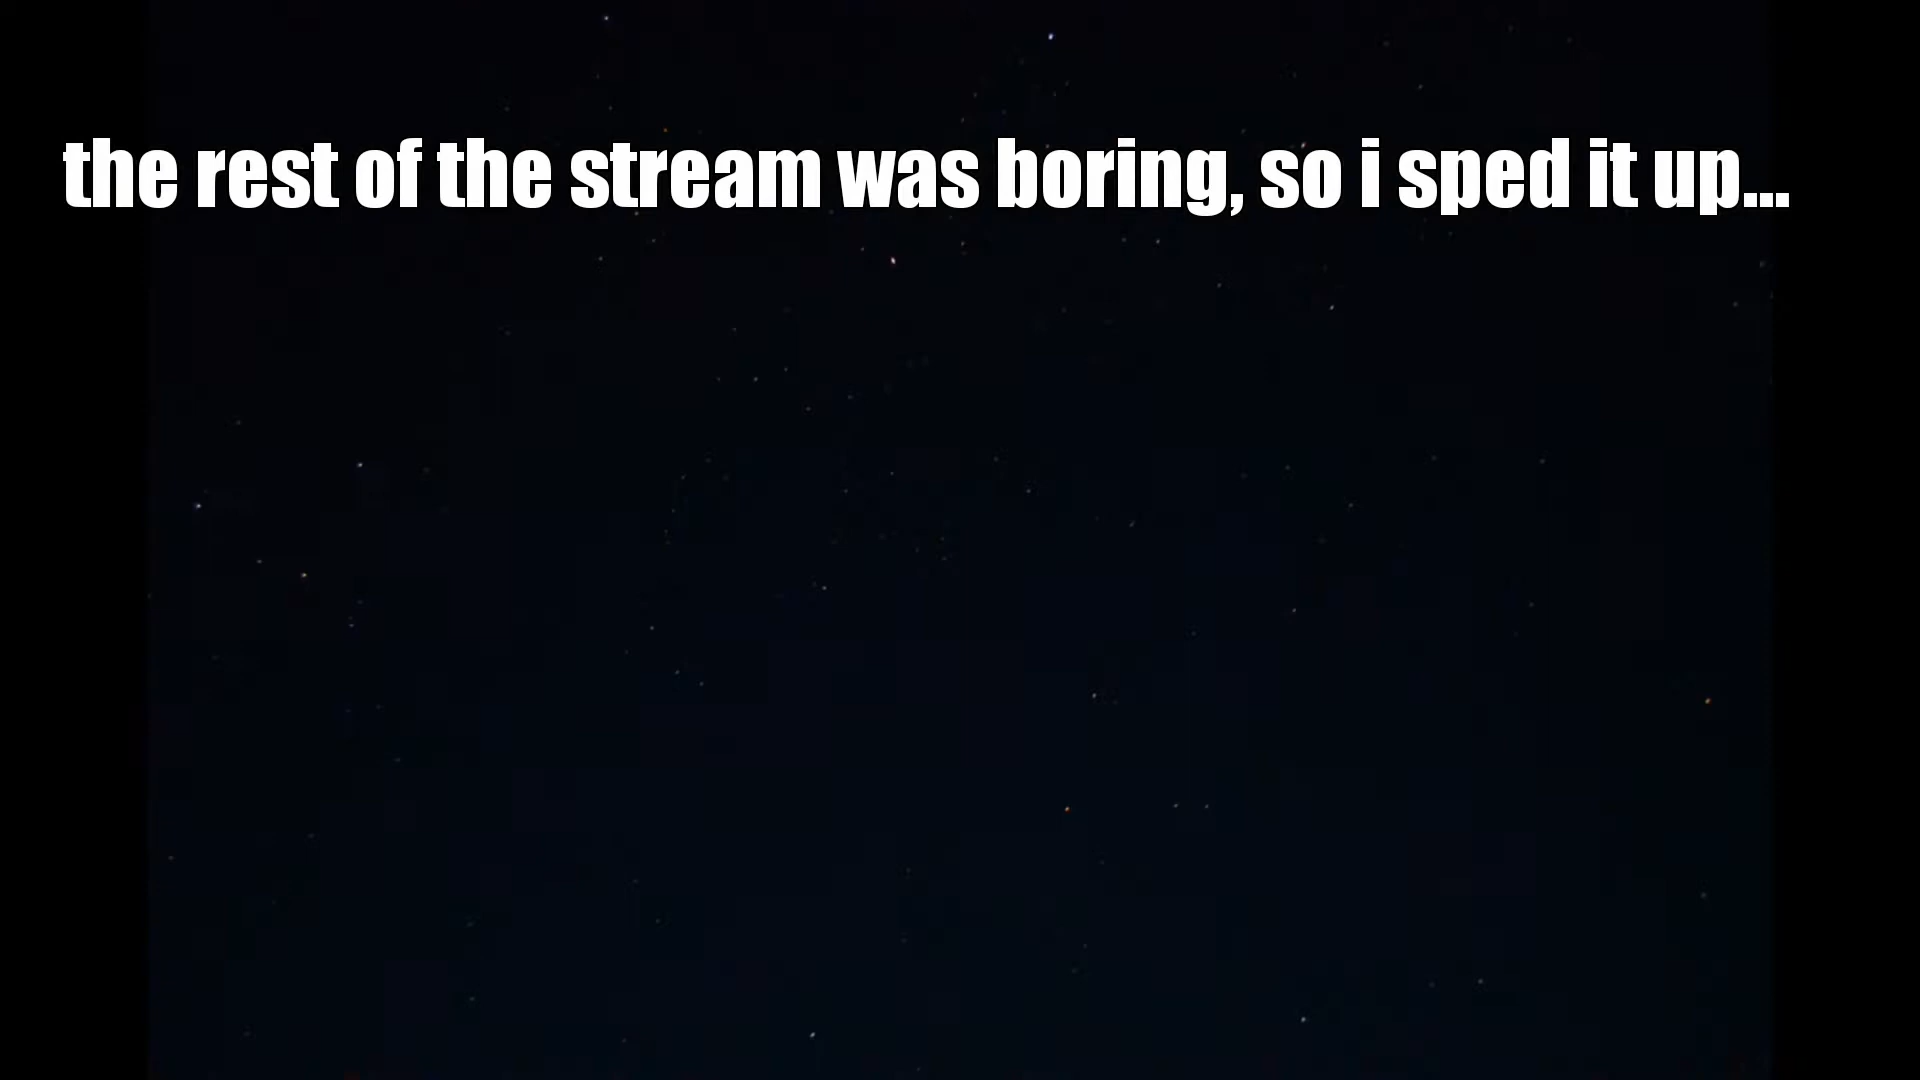 the rest of the stream was boring, so i sped it up...